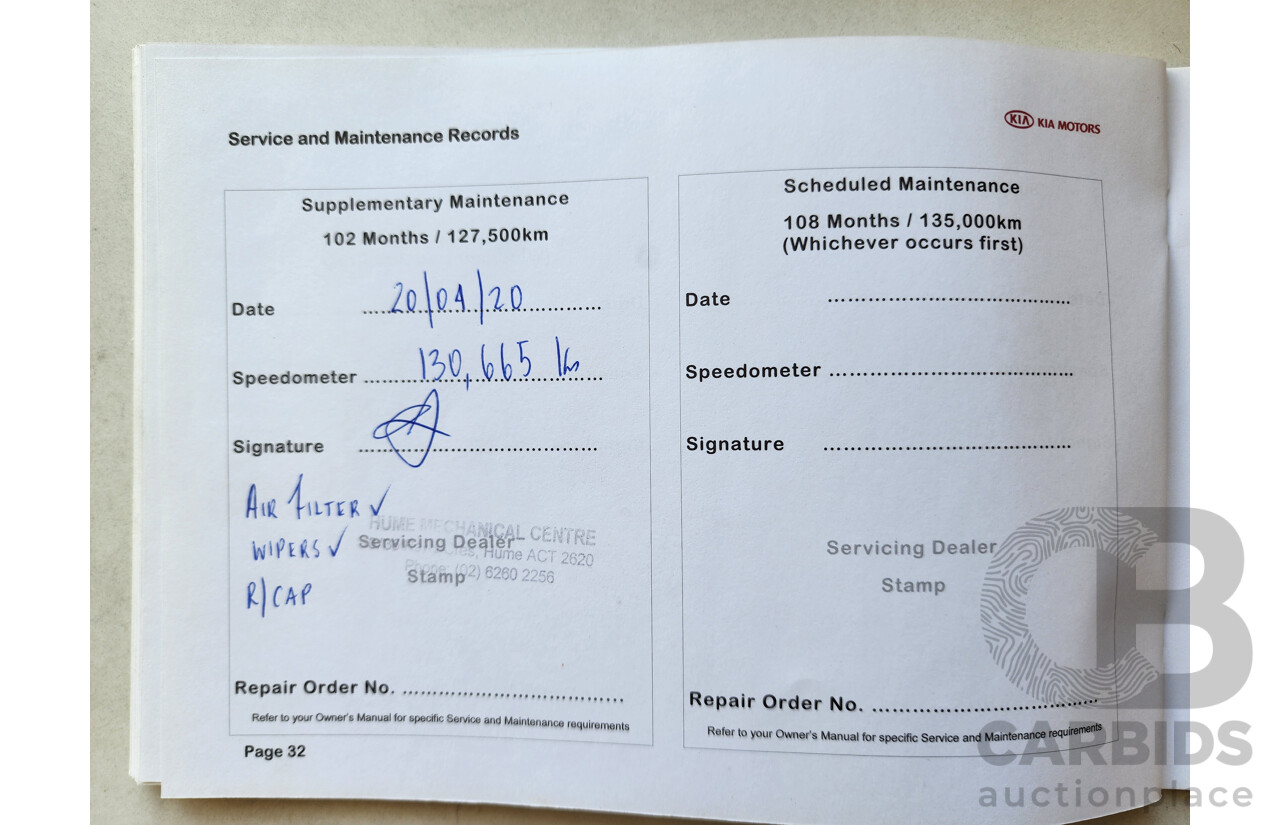 Service and Maintenance Records
KIA KIA MOTORS
Supplementary Maintenance
102 Months / 127,500km
Date 20/04/20
Speedometer 130,665 km
Signature
AIR FILTER ✓
WIPERS ✓
R/CAP
HUME MECHANICAL CENTRE
Servicing Dealer
Hume ACT 2620
Phone: (02) 6260 2256
Stamp
Repair Order No.
Refer to your Owner's Manual for specific Service and Maintenance requirements
Page 32
Scheduled Maintenance
108 Months / 135,000km
(Whichever occurs first)
Date
Speedometer
Signature
Servicing Dealer
Stamp
Repair Order No.
Refer to your Owner's Manual for specific Service and Maintenance requirements
CB
CARBIDS
auctionplace